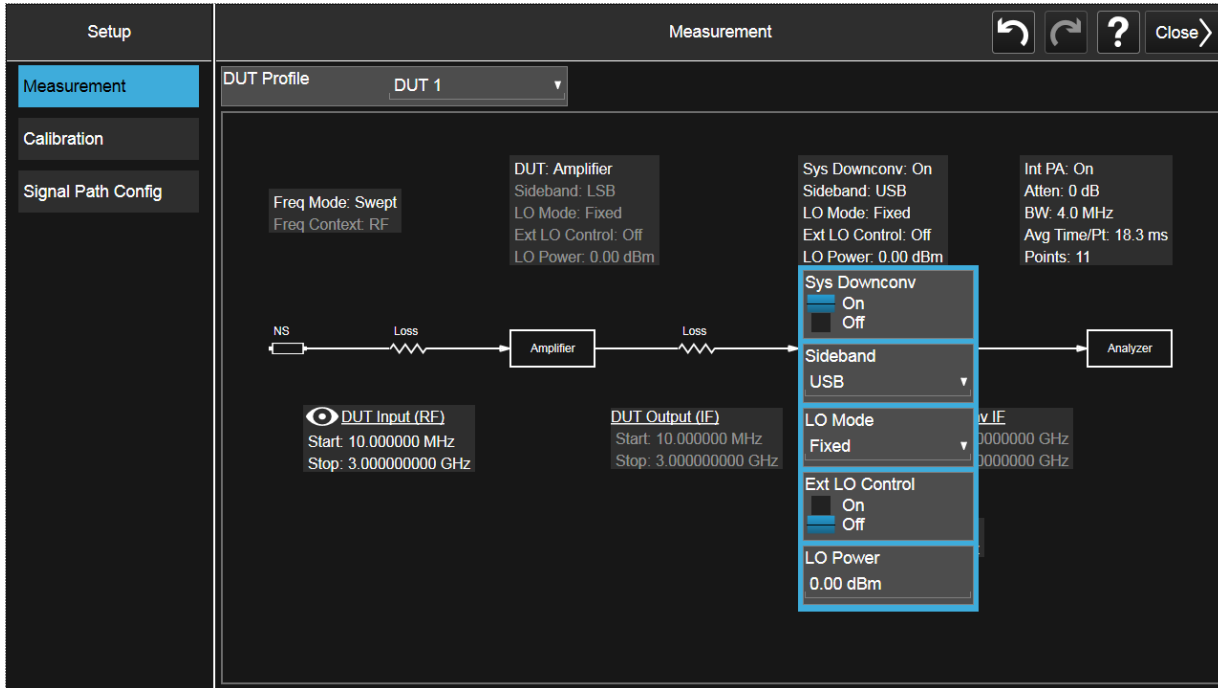 Setup
Measurement
Close
Measurement
Calibration
Signal Path Config
DUT Profile
DUT 1
Freq Mode: Swept
Freq Context: RF
DUT: Amplifier
Sideband: LSB
LO Mode: Fixed
Ext LO Control: Off
LO Power: 0.00 dBm
Sys Downconv: On
Sideband: USB
LO Mode: Fixed
Ext LO Control: Off
LO Power: 0.00 dBm
Int PA: On
Atten: 0 dB
BW: 4.0 MHz
Avg Time/Pt: 18.3 ms
Points: 11
NS
Loss
Amplifier
Loss
Analyzer
Sys Downconv
On
Off
Sideband
USB
LO Mode
Fixed
Ext LO Control
On
Off
LO Power
0.00 dBm
DUT Input (RF)
Start: 10.000000 MHz
Stop: 3.000000000 GHz
DUT Output (IF)
Start: 10.000000 MHz
Stop: 3.000000000 GHz
IF
GHz
GHz